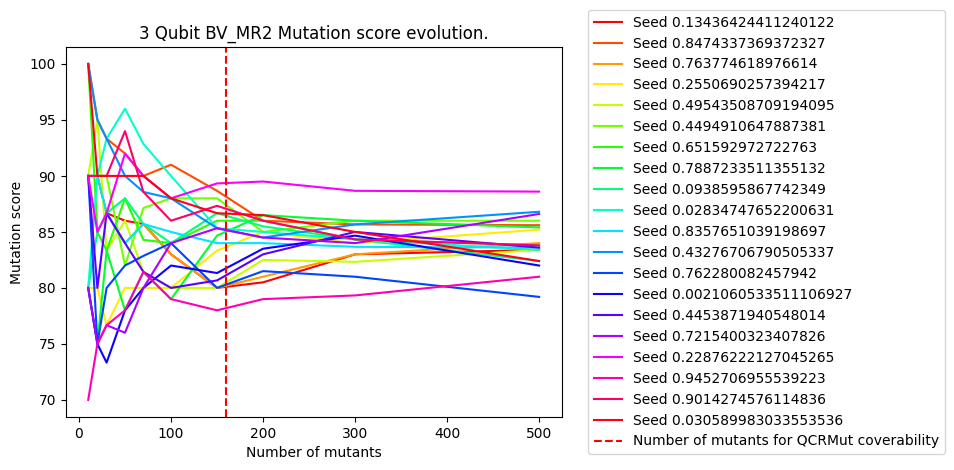 3 Qubit BV_MR2 Mutation score evolution.
Mutation score
100
95
90
85
80
75
70
0
100
200
300
400
500
Number of mutants
Seed 0.13436424411240122
Seed 0.8474337369372327
Seed 0.763774618976614
Seed 0.2550690257394217
Seed 0.49543508709194095
Seed 0.4494910647887381
Seed 0.651592972722763
Seed 0.7887233511355132
Seed 0.0938595867742349
Seed 0.02834747652200631
Seed 0.8357651039198697
Seed 0.43276706790505337
Seed 0.762280082457942
Seed 0.0021060533511106927
Seed 0.4453871940548014
Seed 0.7215400323407826
Seed 0.22876222127045265
Seed 0.9452706955539223
Seed 0.9014274576114836
Seed 0.030589983033553536
Number of mutants for QCRMut coverability